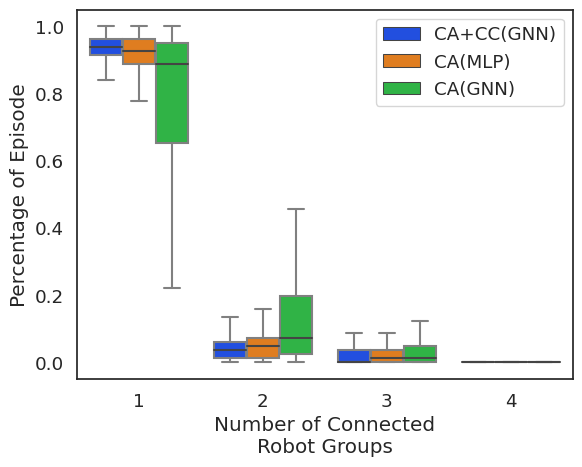 CA+CC(GNN)
CA(MLP)
CA(GNN)
Percentage of Episode
1.0
0.8
0.6
0.4
0.2
0.0
1 2 3 4
Number of Connected
Robot Groups